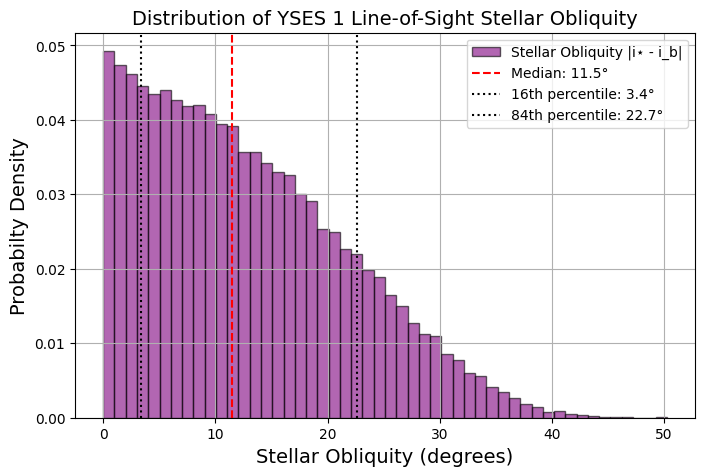 Distribution of YSES 1 Line-of-Sight Stellar Obliquity
Stellar Obliquity |i⋆ - i_b|
Median: 11.5°
16th percentile: 3.4°
84th percentile: 22.7°
Probabilty Density
0.05
0.04
0.03
0.02
0.01
0.00
0 10 20 30 40 50
Stellar Obliquity (degrees)